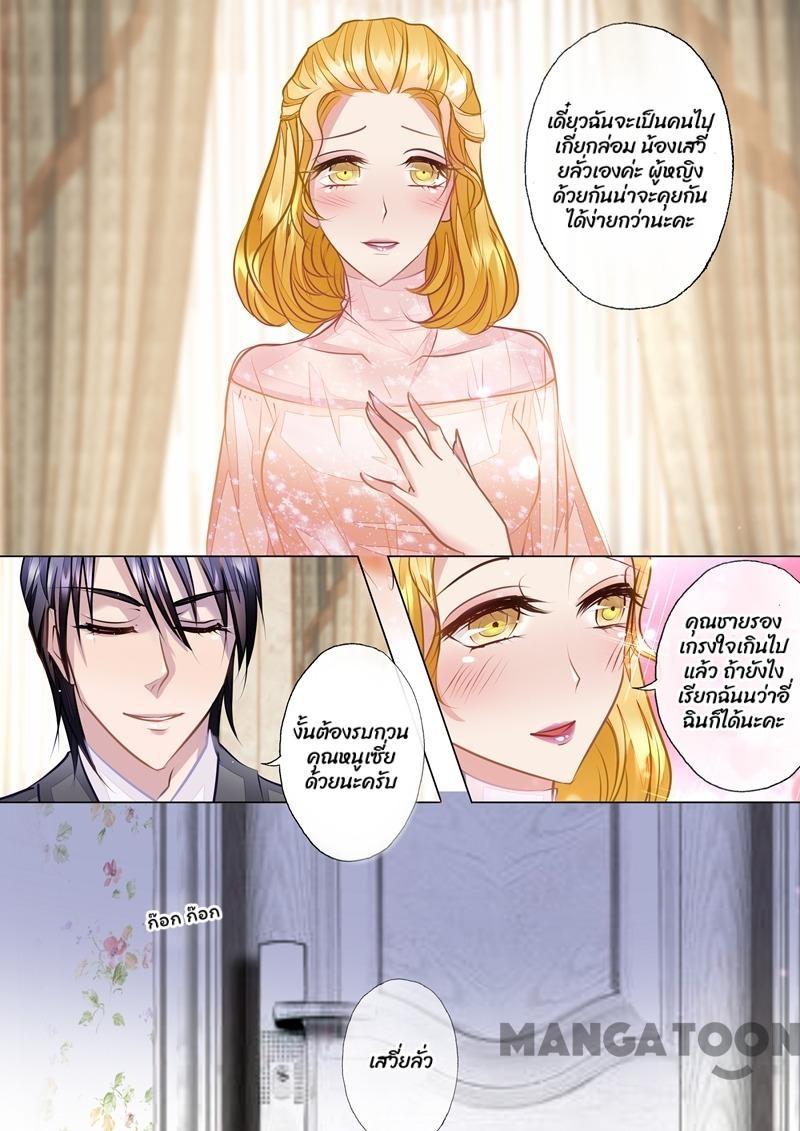 เดี๋ยวฉันจะเป็นคนไป
เกี้ยกล่อม น้องเสวี่
ยลั่วเองค่ะ ผู้หญิง
ด้วยกันน่าจะคุยกัน
ได้ง่ายกว่านะคะ
งั้นต้องรบกวน
คุณหนูเซี่ย
ด้วยนะครับ
คุณชายรอง
เกรงใจเกินไป
แล้ว ถ้ายังไง
เรียกฉันนว่าอี่
ฉินก็ได้นะคะ
ก๊อก ก๊อก
เสวี่ยลั่ว
MANGATOON